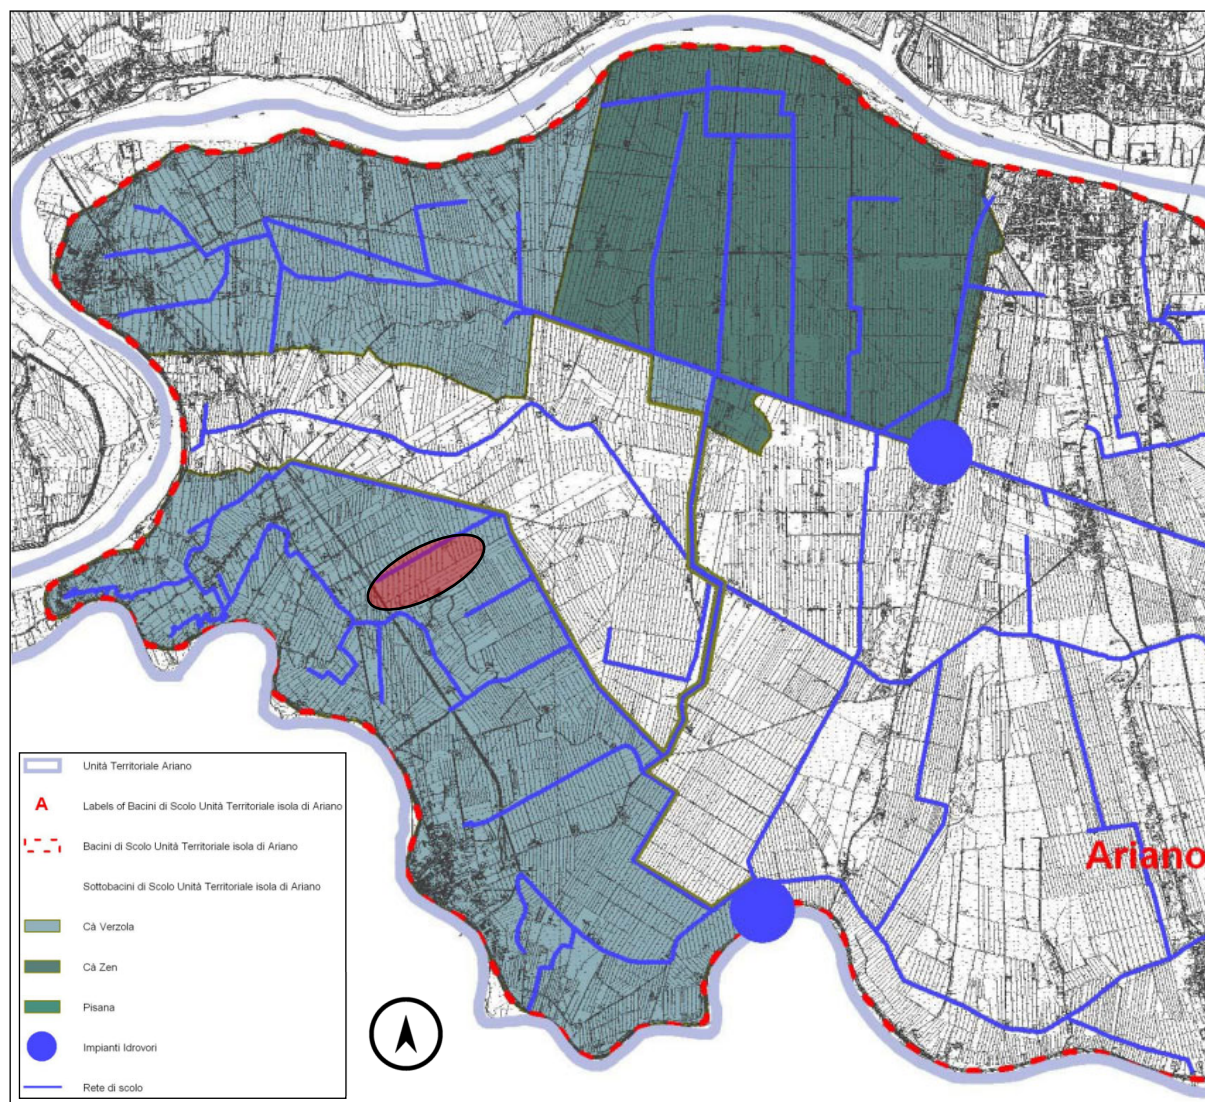 Ariano
Unità Territoriale Ariano
A Labels of Bacini di Scolo Unità Territoriale isola di Ariano
Bacini di Scolo Unità Territoriale isola di Ariano
Sottobacini di Scolo Unità Territoriale isola di Ariano
Cà Verzola
Cà Zen
Pisana
Impianti Idrovori
Rete di scolo